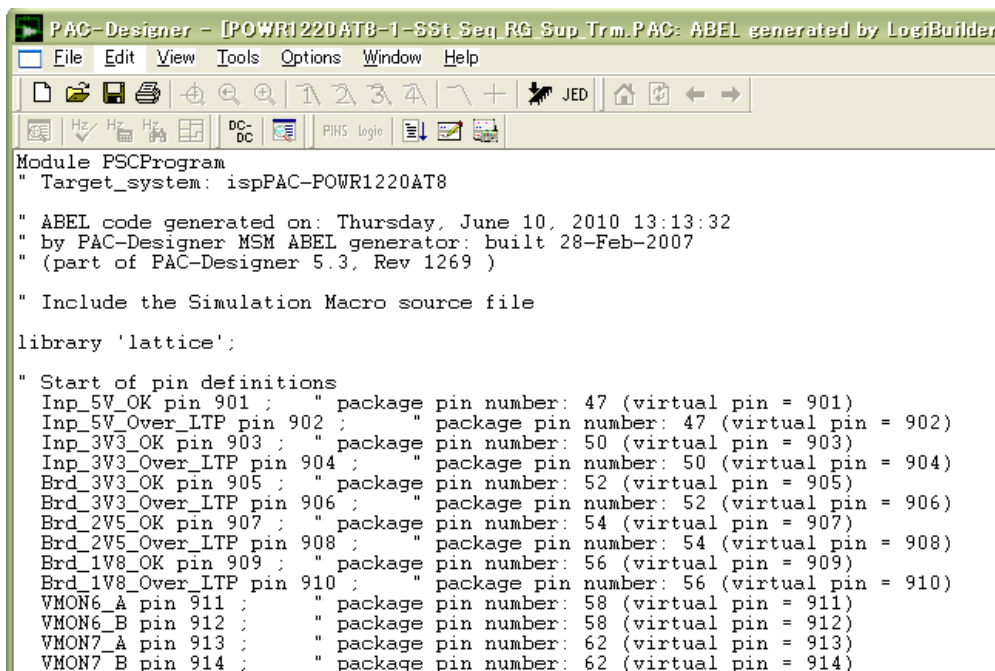 PAC-Designer - [POWR1220AT8-1-SSt_Seq_RG_Sup_Trm.PAC: ABEL generated by LogiBuilder
File Edit View Tools Options Window Help
JED
DC-DC PINS Logic
Module PSCProgram
" Target_system: ispPAC-POWR1220AT8
" ABEL code generated on: Thursday, June 10, 2010 13:13:32
" by PAC-Designer MSM ABEL generator: built 28-Feb-2007
" (part of PAC-Designer 5.3, Rev 1269 )
" Include the Simulation Macro source file
library 'lattice';
" Start of pin definitions
Inp_5V_OK pin 901 ; " package pin number: 47 (virtual pin = 901)
Inp_5V_Over_LTP pin 902 ; " package pin number: 47 (virtual pin = 902)
Inp_3V3_OK pin 903 ; " package pin number: 50 (virtual pin = 903)
Inp_3V3_Over_LTP pin 904 ; " package pin number: 50 (virtual pin = 904)
Brd_3V3_OK pin 905 ; " package pin number: 52 (virtual pin = 905)
Brd_3V3_Over_LTP pin 906 ; " package pin number: 52 (virtual pin = 906)
Brd_2V5_OK pin 907 ; " package pin number: 54 (virtual pin = 907)
Brd_2V5_Over_LTP pin 908 ; " package pin number: 54 (virtual pin = 908)
Brd_1V8_OK pin 909 ; " package pin number: 56 (virtual pin = 909)
Brd_1V8_Over_LTP pin 910 ; " package pin number: 56 (virtual pin = 910)
VMON6_A pin 911 ; " package pin number: 58 (virtual pin = 911)
VMON6_B pin 912 ; " package pin number: 58 (virtual pin = 912)
VMON7_A pin 913 ; " package pin number: 62 (virtual pin = 913)
VMON7_B pin 914 ; " package pin number: 62 (virtual pin = 914)